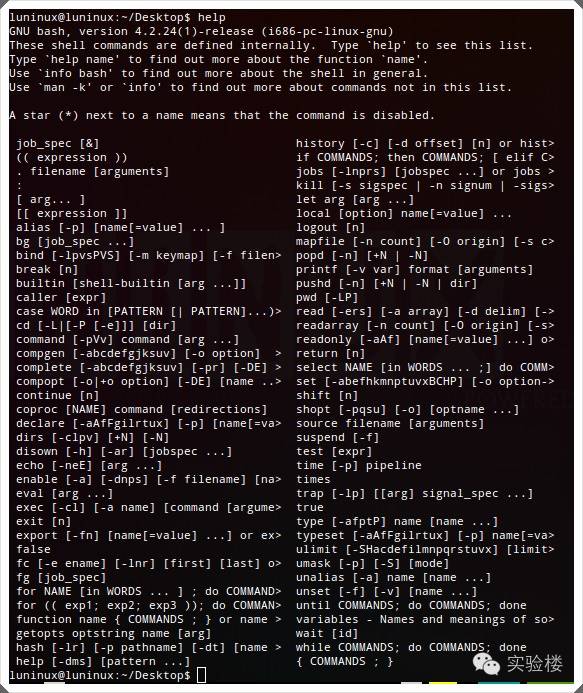 luninux@luninux:~/Desktop$ help
GNU bash, version 4.2.24(1)-release (i686-pc-linux-gnu)
These shell commands are defined internally.  Type `help' to see this list.
Type `help name' to find out more about the function `name'.
Use `info bash' to find out more about the shell in general.
Use `man -k' or `info' to find out more about commands not in this list.
A star (*) next to a name means that the command is disabled.
job_spec [&]    history [-c] [-d offset] [n] or hist>
(( expression ))    if COMMANDS; then COMMANDS; [ elif C>
. filename [arguments]    jobs [-lnprs] [jobspec ...] or jobs >
:    kill [-s sigspec | -n signum | -sigs>
[ arg... ]    let arg [arg ...]
[[ expression ]]    local [option] name[=value] ...
alias [-p] [name[=value] ... ]    logout [n]
bg [job_spec ...]    mapfile [-n count] [-O origin] [-s c>
bind [-lpvsPVS] [-m keymap] [-f filen>    popd [-n] [+N | -N]
break [n]    printf [-v var] format [arguments]
builtin [shell-builtin [arg ...]]    pushd [-n] [+N | -N | dir]
caller [expr]    pwd [-LP]
case WORD in [PATTERN [| PATTERN]...)>    read [-ers] [-a array] [-d delim] [->
cd [-L|[-P [-e]]] [dir]    readarray [-n count] [-O origin] [-s>
command [-pVv] command [arg ...]    readonly [-aAf] [name[=value] ...] o>
compgen [-abcdefgjksuv] [-o option]  >    return [n]
complete [-abcdefgjksuv] [-pr] [-DE] >    select NAME [in WORDS ... ;] do COMM>
compopt [-o|+o option] [-DE] [name ..>    set [-abefhkmnptuvxBCHP] [-o option->
continue [n]    shift [n]
coproc [NAME] command [redirections]    shopt [-pqsu] [-o] [optname ...]
declare [-aAfFgilrtux] [-p] [name[=va>    source filename [arguments]
dirs [-clpv] [+N] [-N]    suspend [-f]
disown [-h] [-ar] [jobspec ...]    test [expr]
echo [-neE] [arg ...]    time [-p] pipeline
enable [-a] [-dnps] [-f filename] [na>    times
eval [arg ...]    trap [-lp] [[arg] signal_spec ...]
exec [-cl] [-a name] [command [argume>    true
exit [n]    type [-afptP] name [name ...]
export [-fn] [name[=value] ...] or ex>    typeset [-aAfFgilrtux] [-p] name[=va>
false    ulimit [-SHacdefilmnpqrstuvx] [limit>
fc [-e ename] [-lnr] [first] [last] o>    umask [-p] [-S] [mode]
fg [job_spec]    unalias [-a] name [name ...]
for NAME [in WORDS ... ] ; do COMMAND>    unset [-f] [-v] [name ...]
for (( exp1; exp2; exp3 )); do COMMAN>    until COMMANDS; do COMMANDS; done
function name { COMMANDS ; } or name >    variables - Names and meanings of so>
getopts optstring name [arg]    wait [id]
hash [-lr] [-p pathname] [-dt] [name >    while COMMANDS; do COMMANDS; done
help [-dms] [pattern ...]    { COMMANDS ; }
luninux@luninux:~/Desktop$
实验楼